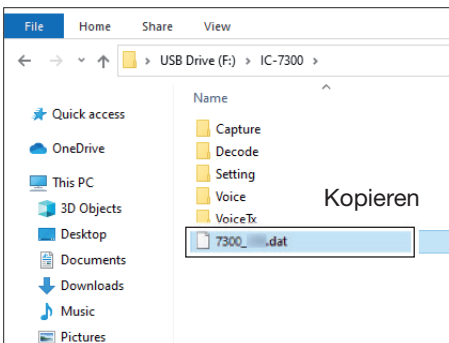 File Home Share View
USB Drive (F:) > IC-7300 >
Name
Quick access
Capture
OneDrive
Decode
Setting
This PC
Voice
Kopieren
3D Objects
VoiceTx
Desktop
7300_ .dat
Documents
Downloads
Music
Pictures